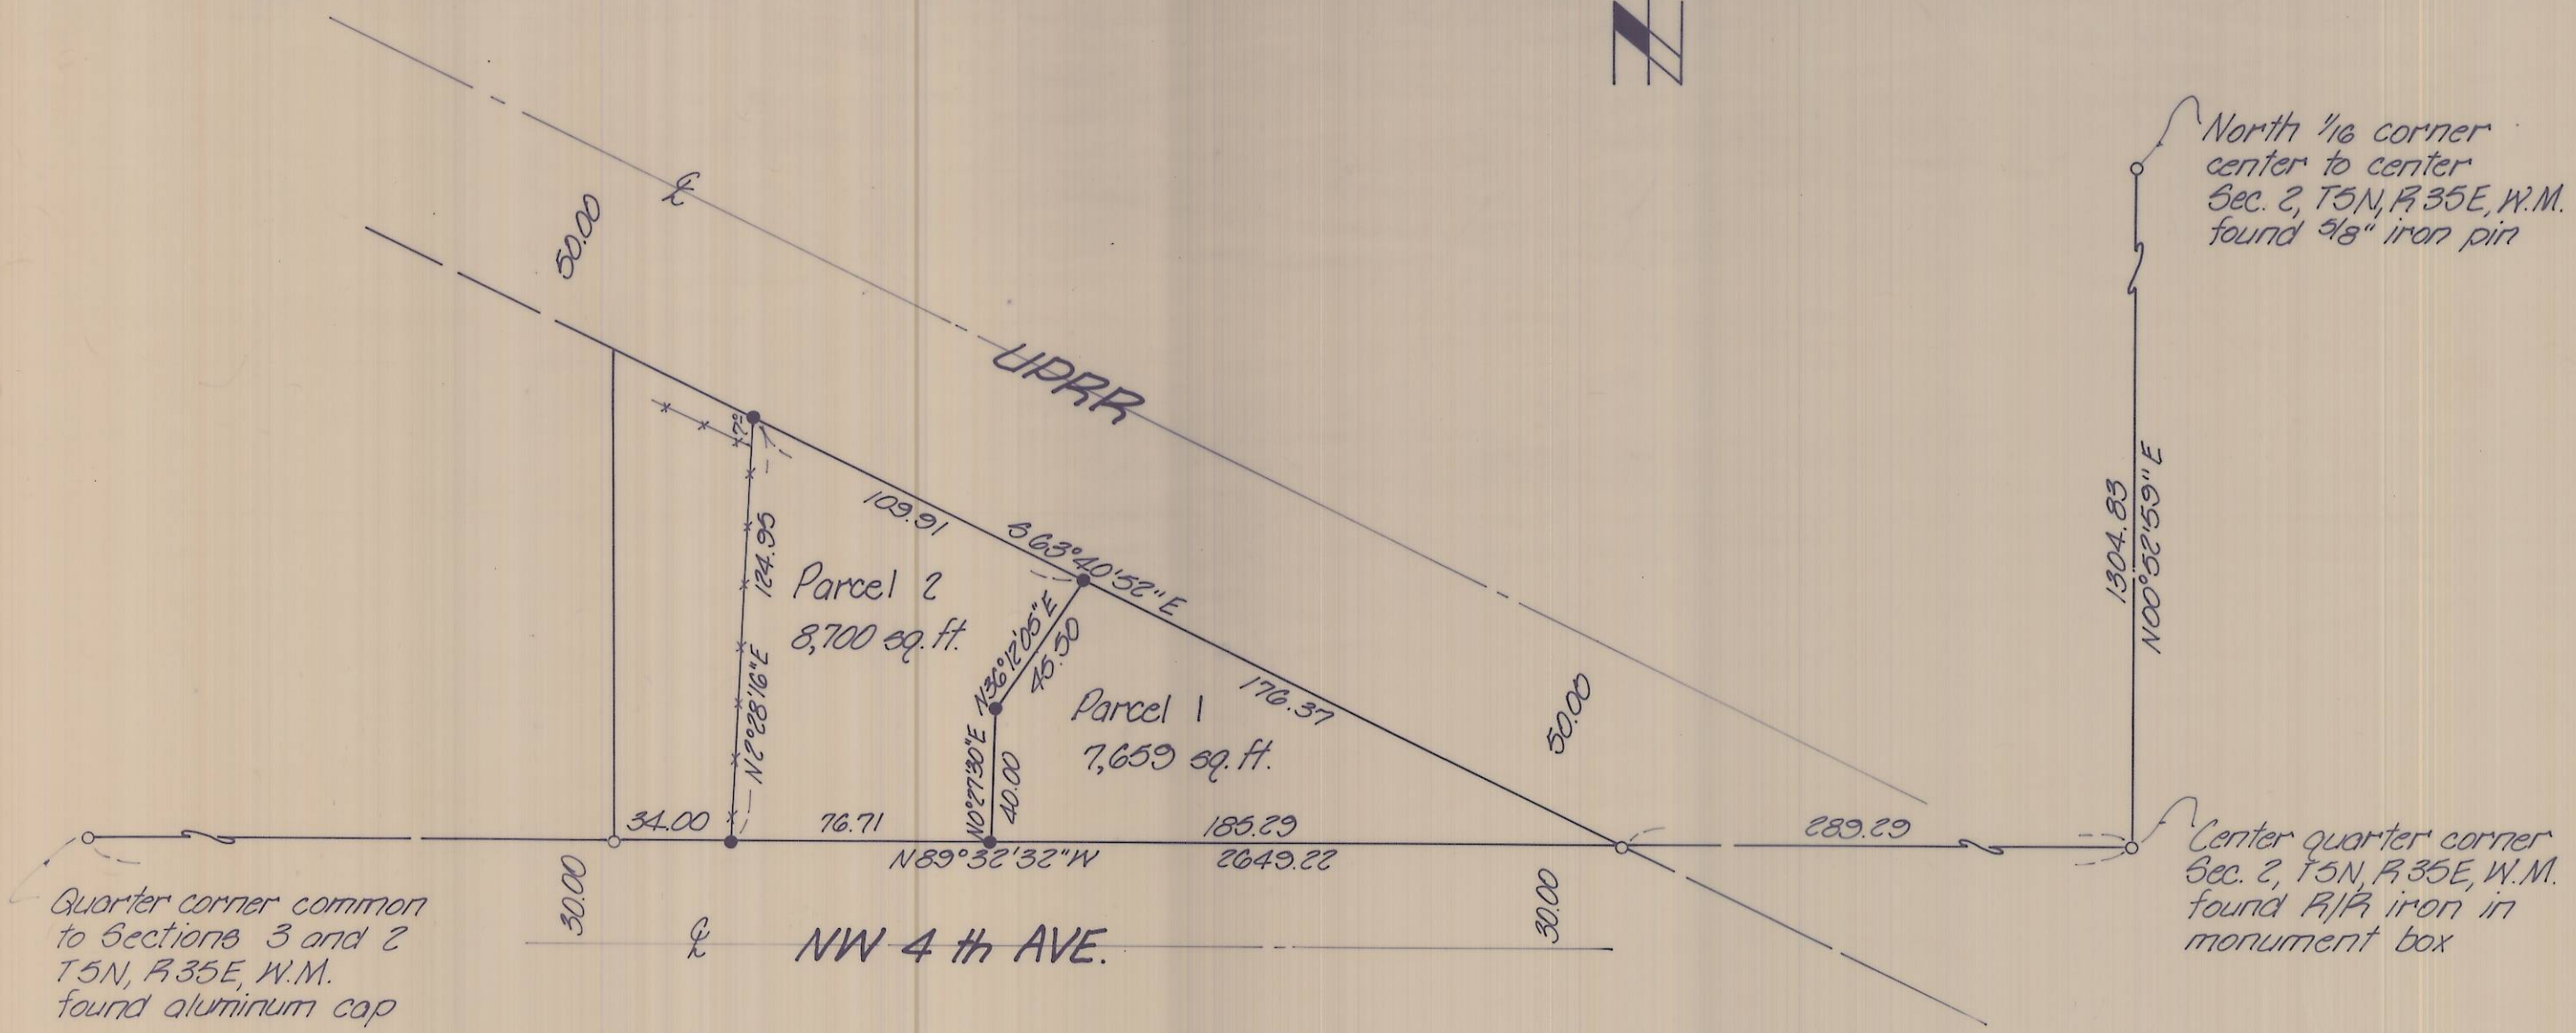 North 1/16 corner
center to center
Sec. 2, T5N, R35E, W.M.
found 5/8" iron pin
℄
50.00
UPRR
7º
109.91
S63°40'52"E
124.95
N2°28'16"E
Parcel 2
8,700 sq. ft.
N36°12'05"E
45.50
N0°27'30"E
40.00
Parcel 1
7,659 sq. ft.
176.37
50.00
1304.83
N00°52'59"E
34.00
76.71
185.29
289.29
N89°32'32"W
2649.22
30.00
30.00
℄
NW 4th AVE.
Quarter corner common
to Sections 3 and 2
T5N, R35E, W.M.
found aluminum cap
Center quarter corner
Sec. 2, T5N, R35E, W.M.
found R/R iron in
monument box